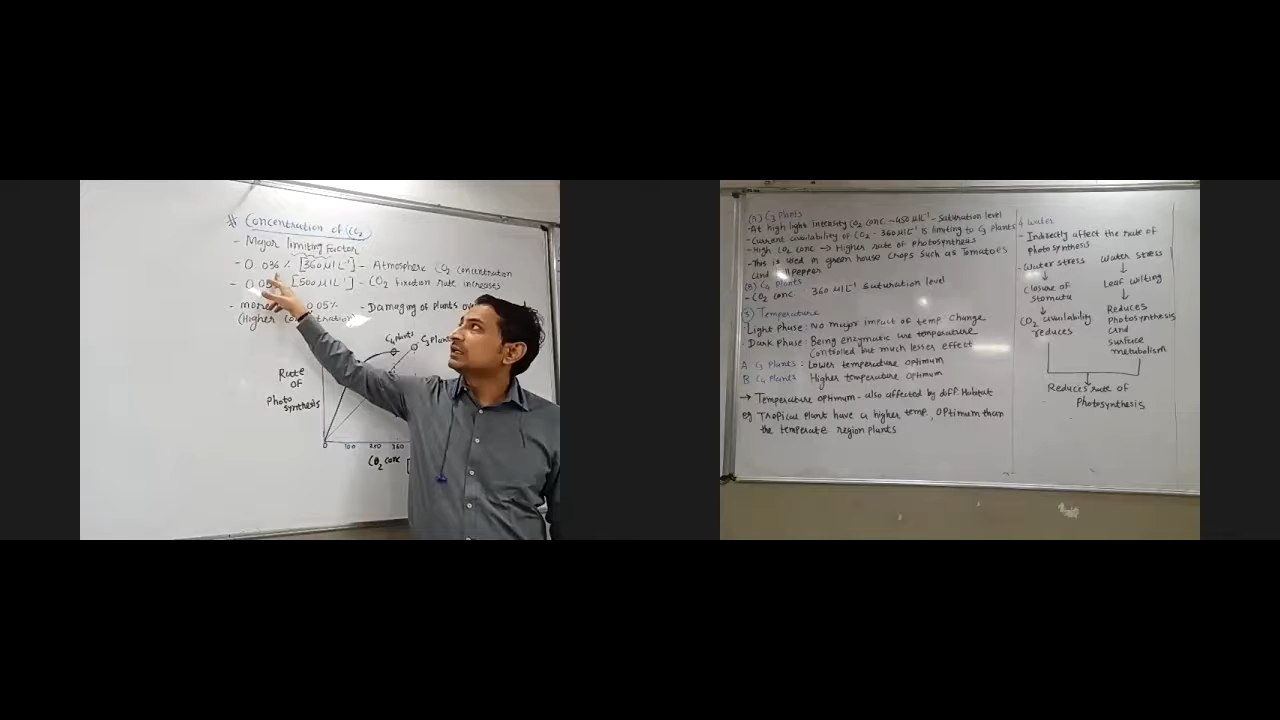 # Concentration of CO2
- Major limiting Factor
- 0.036 % [360 μl L⁻¹] - Atmospheric CO2 concentration
[500 μl L⁻¹] - CO2 fixation rate increases
- more 0.05% - Damaging of plants
(Higher Concentration)
C4 plants
C3 plants
Rate
of
Photo
synthesis
0 100 360
CO2 conc [
(A) C3 Plants
- At high light intensity CO2 conc. ~450 μl L⁻¹ - Saturation level
- Current availability of CO2 - 360 μl L⁻¹ is limiting to C3 Plants
- High CO2 conc → Higher rate of photosynthesis
- This is used in green house crops such as Tomatoes
and Pepper
(B) C4 Plants
- CO2 conc. 360 μl L⁻¹ Saturation level
3) Temperature
Light Phase: No major impact of temp. Change
Dark Phase: Being enzymatic are temperature
Controlled but much lesser effect
A. C3 Plants: Lower temperature optimum
B C4 Plants Higher temperature optimum
→ Temperature optimum - also affected by diff. Habitat
eg Tropical Plant have a higher temp. Optimum than
the temperate region plants
4 Water
- Indirectly affect the rate of
photosynthesis
- Water stress
↓
Closure of
stomata
↓
CO2 availability
reduces
Water stress
↓
Leaf wilting
↓
Reduces
Photosynthesis
and
surface
metabolism
Reduces rate of
Photosynthesis